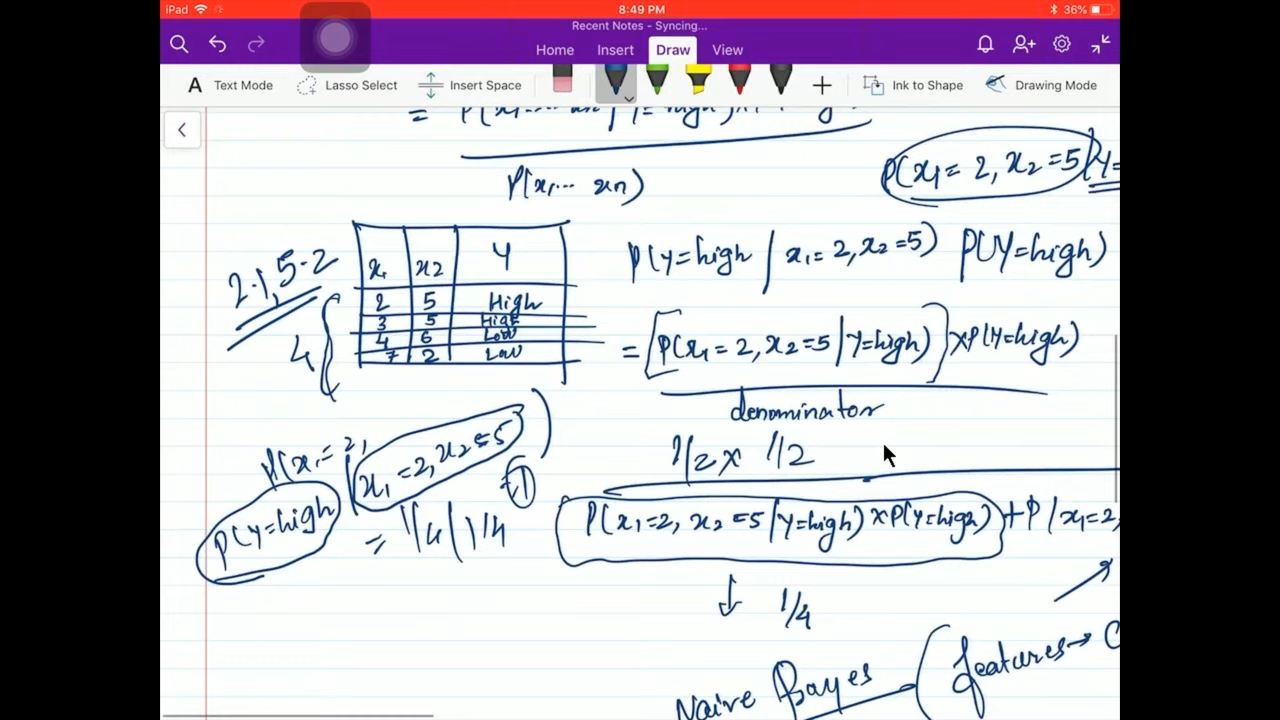 iPad 8:49 PM 36%
Recent Notes - Syncing...
Home Insert Draw View
A Text Mode Lasso Select Insert Space Ink to Shape Drawing Mode
=
P(x1... xn)
P(x1 = 2, x2 = 5 | Y=
2.1, 5.2
x1 x2 Y
2 5 High
3 5 High
4 6 Low
7 2 Low
4
P(Y=high | x1 = 2, x2 = 5) P(Y=high)
= [P(x1 = 2, x2 = 5 | Y=high)] x P(Y=high)
denominator
1/2 x 1/2
P(x1=2, x2=5 | Y=high) x P(Y=high) + P(x1=2,
1/4
P(x1 = 2,
P(Y=high | x1 = 2, x2 = 5) = 1
= 1/4 | 1/4
Naive Bayes
features →